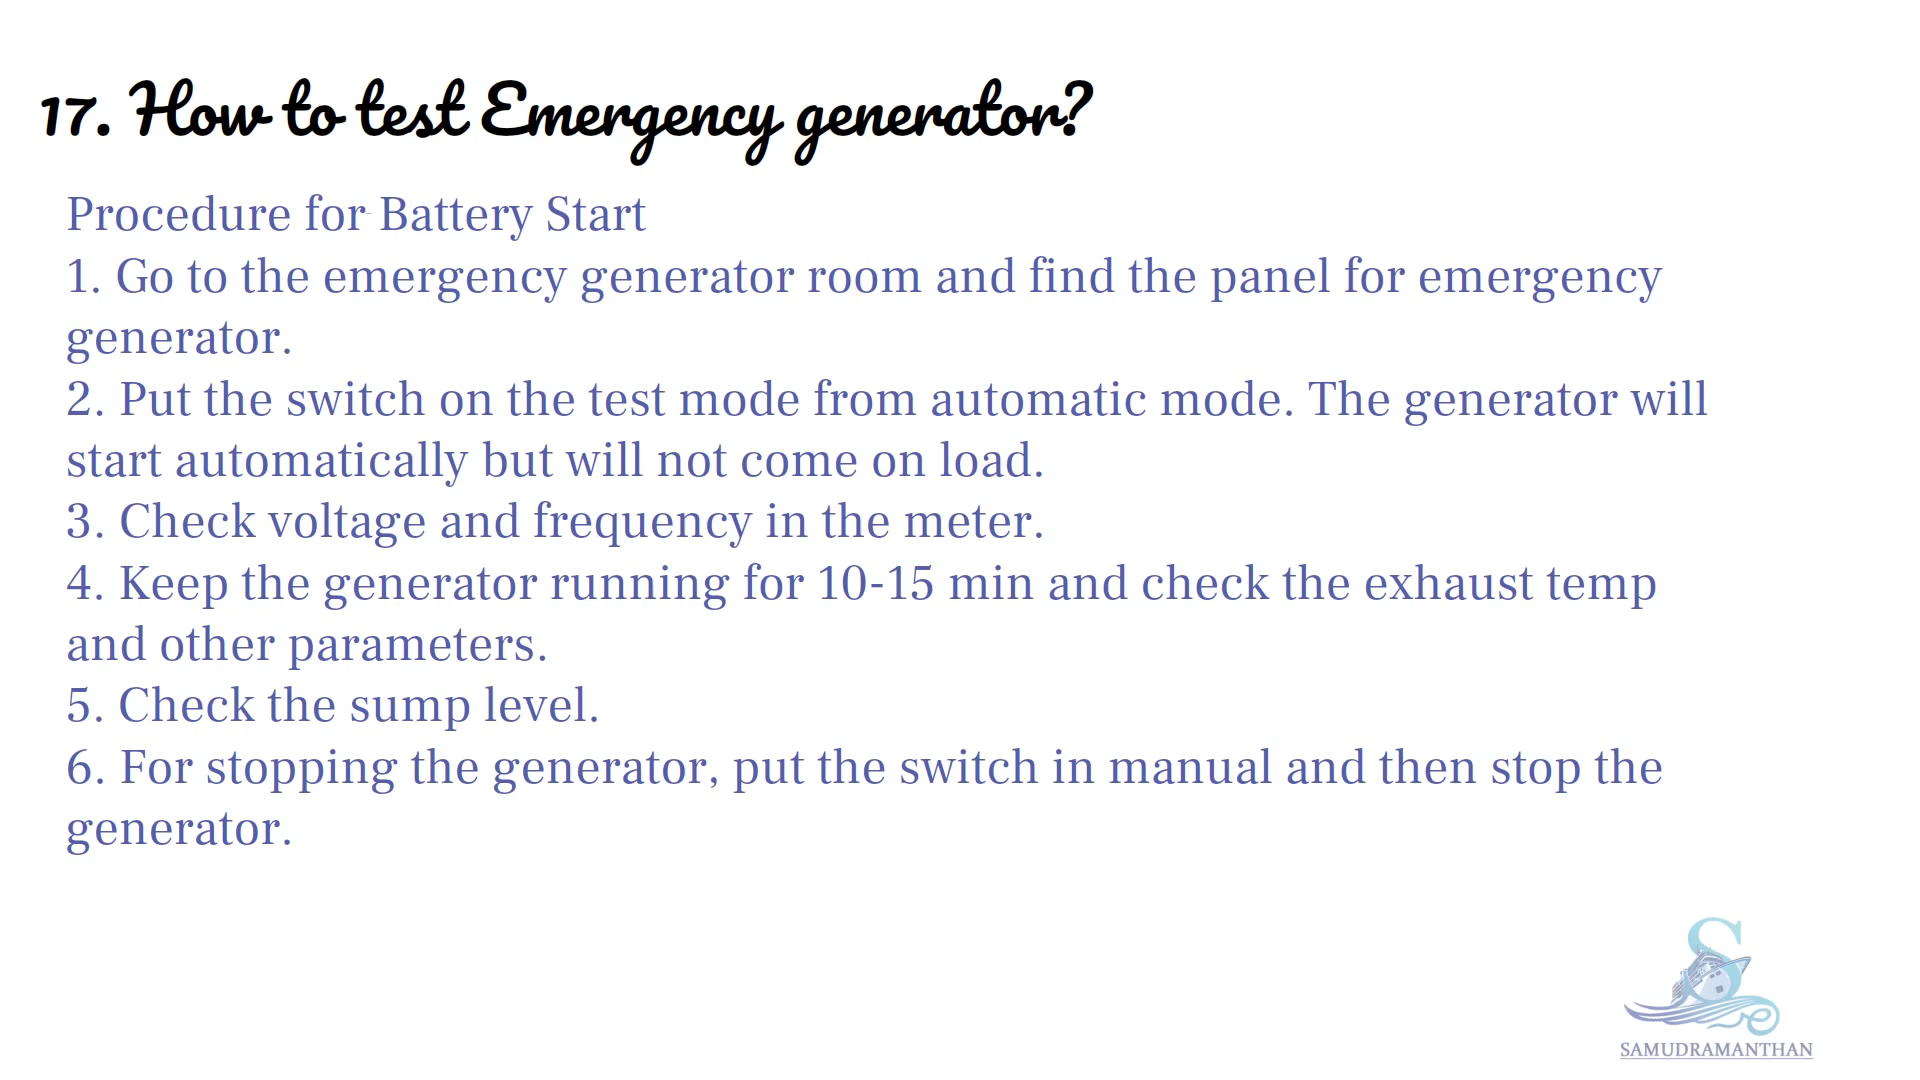 17. How to test Emergency generator?
Procedure for Battery Start
1. Go to the emergency generator room and find the panel for emergency
generator.
2. Put the switch on the test mode from automatic mode. The generator will
start automatically but will not come on load.
3. Check voltage and frequency in the meter.
4. Keep the generator running for 10-15 min and check the exhaust temp
and other parameters.
5. Check the sump level.
6. For stopping the generator, put the switch in manual and then stop the
generator.
S
SAMUDRAMANTHAN